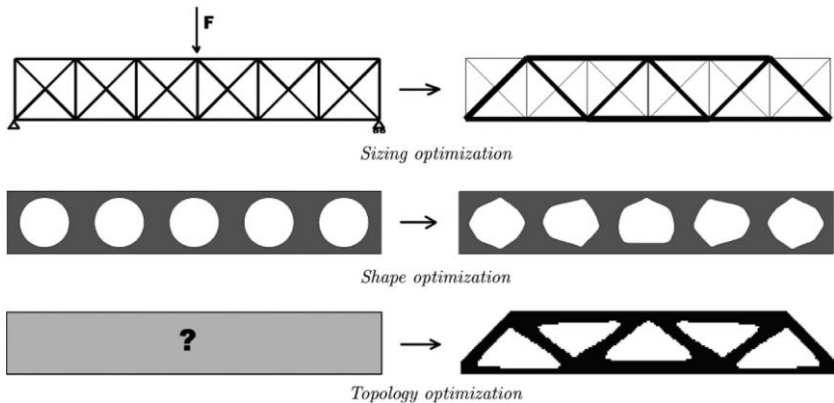 F
Sizing optimization
Shape optimization
?
Topology optimization